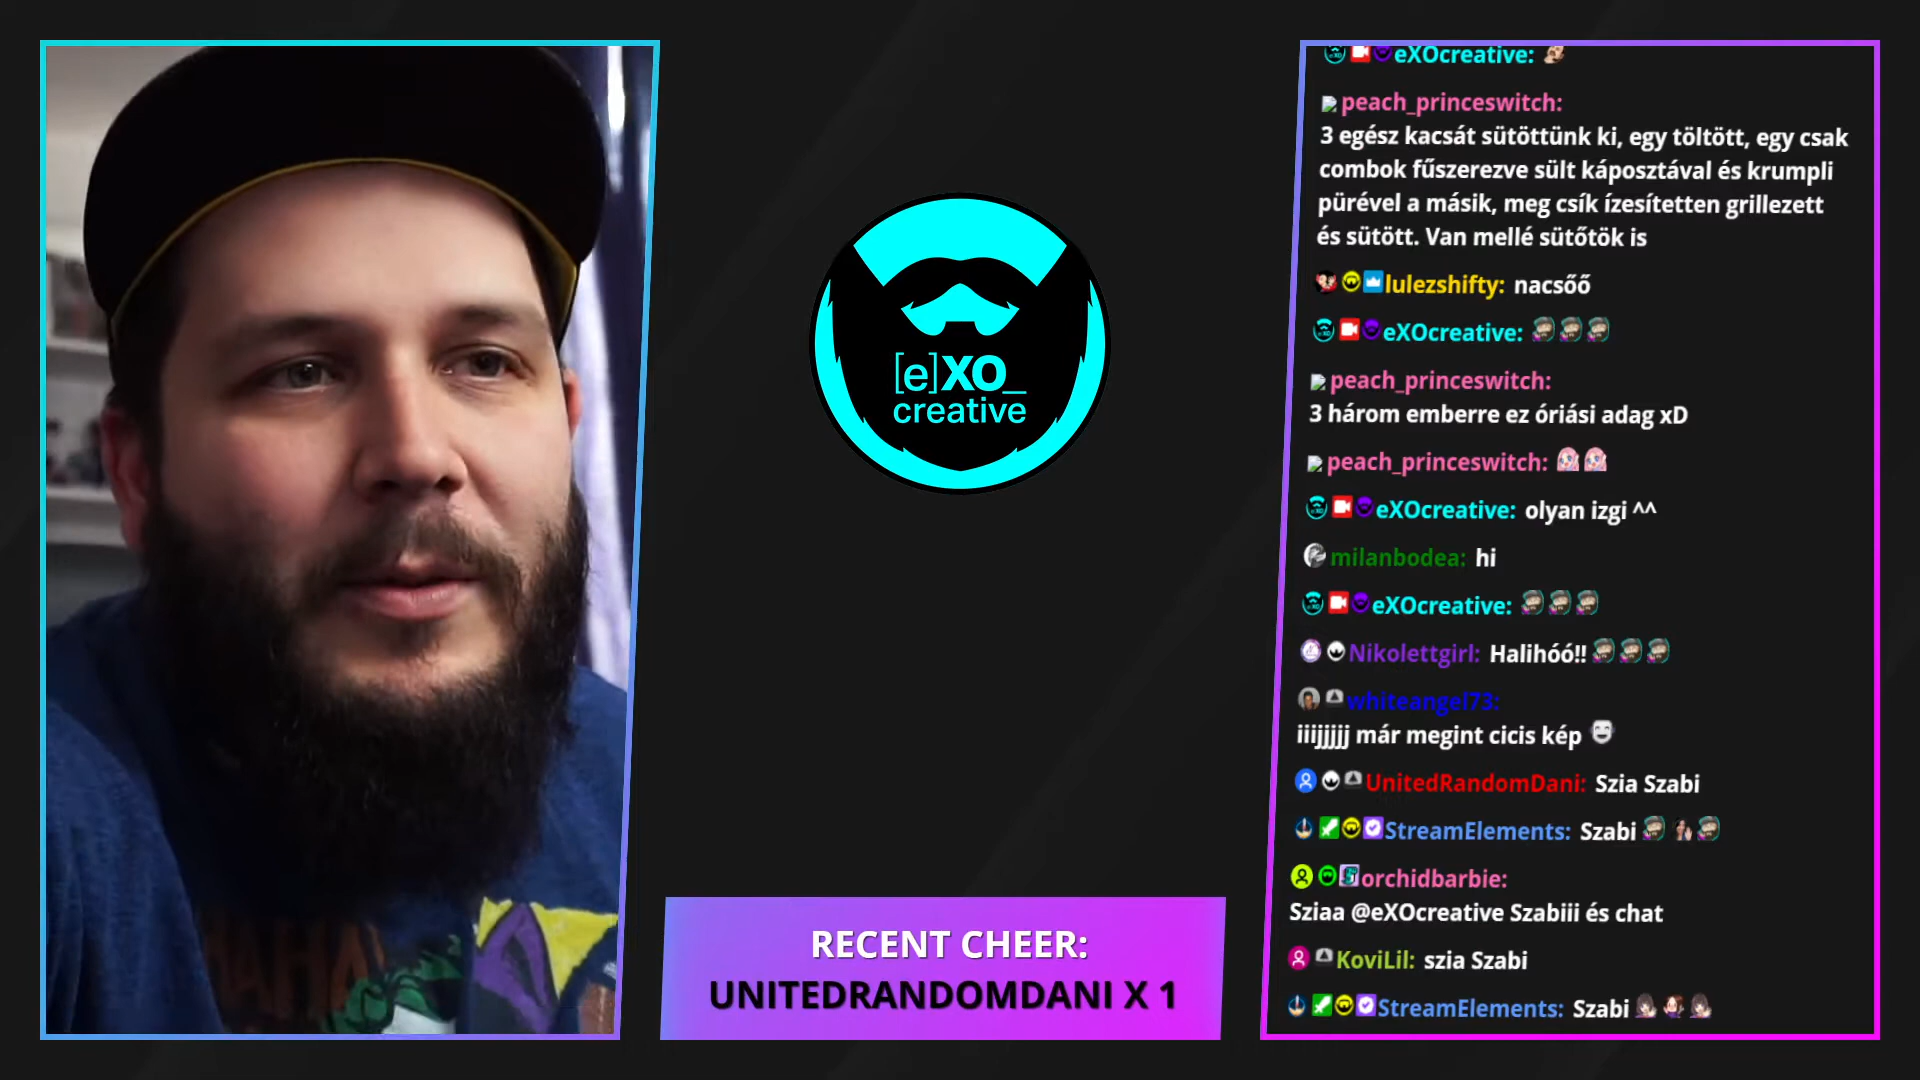 [e]XO_
creative
RECENT CHEER:
UNITEDRANDOMDANI X 1
eXOcreative:
peach_princeswitch:
3 egész kacsát sütöttünk ki, egy töltött, egy csak
combok fűszerezve sült káposztával és krumpli
pürével a másik, meg csík ízesítetten grillezett
és sütött. Van mellé sütőtök is
lulezshifty: nacsőő
eXOcreative:
peach_princeswitch:
3 három emberre ez óriási adag xD
peach_princeswitch:
eXOcreative: olyan izgi ^^
milanbodea: hi
eXOcreative:
Nikolettgirl: Halihóó!!
whiteangel73:
iiijjjjj már megint cicis kép
UnitedRandomDani: Szia Szabi
StreamElements: Szabi
orchidbarbie:
Sziaa @eXOcreative Szabiii és chat
KoviLil: szia Szabi
StreamElements: Szabi